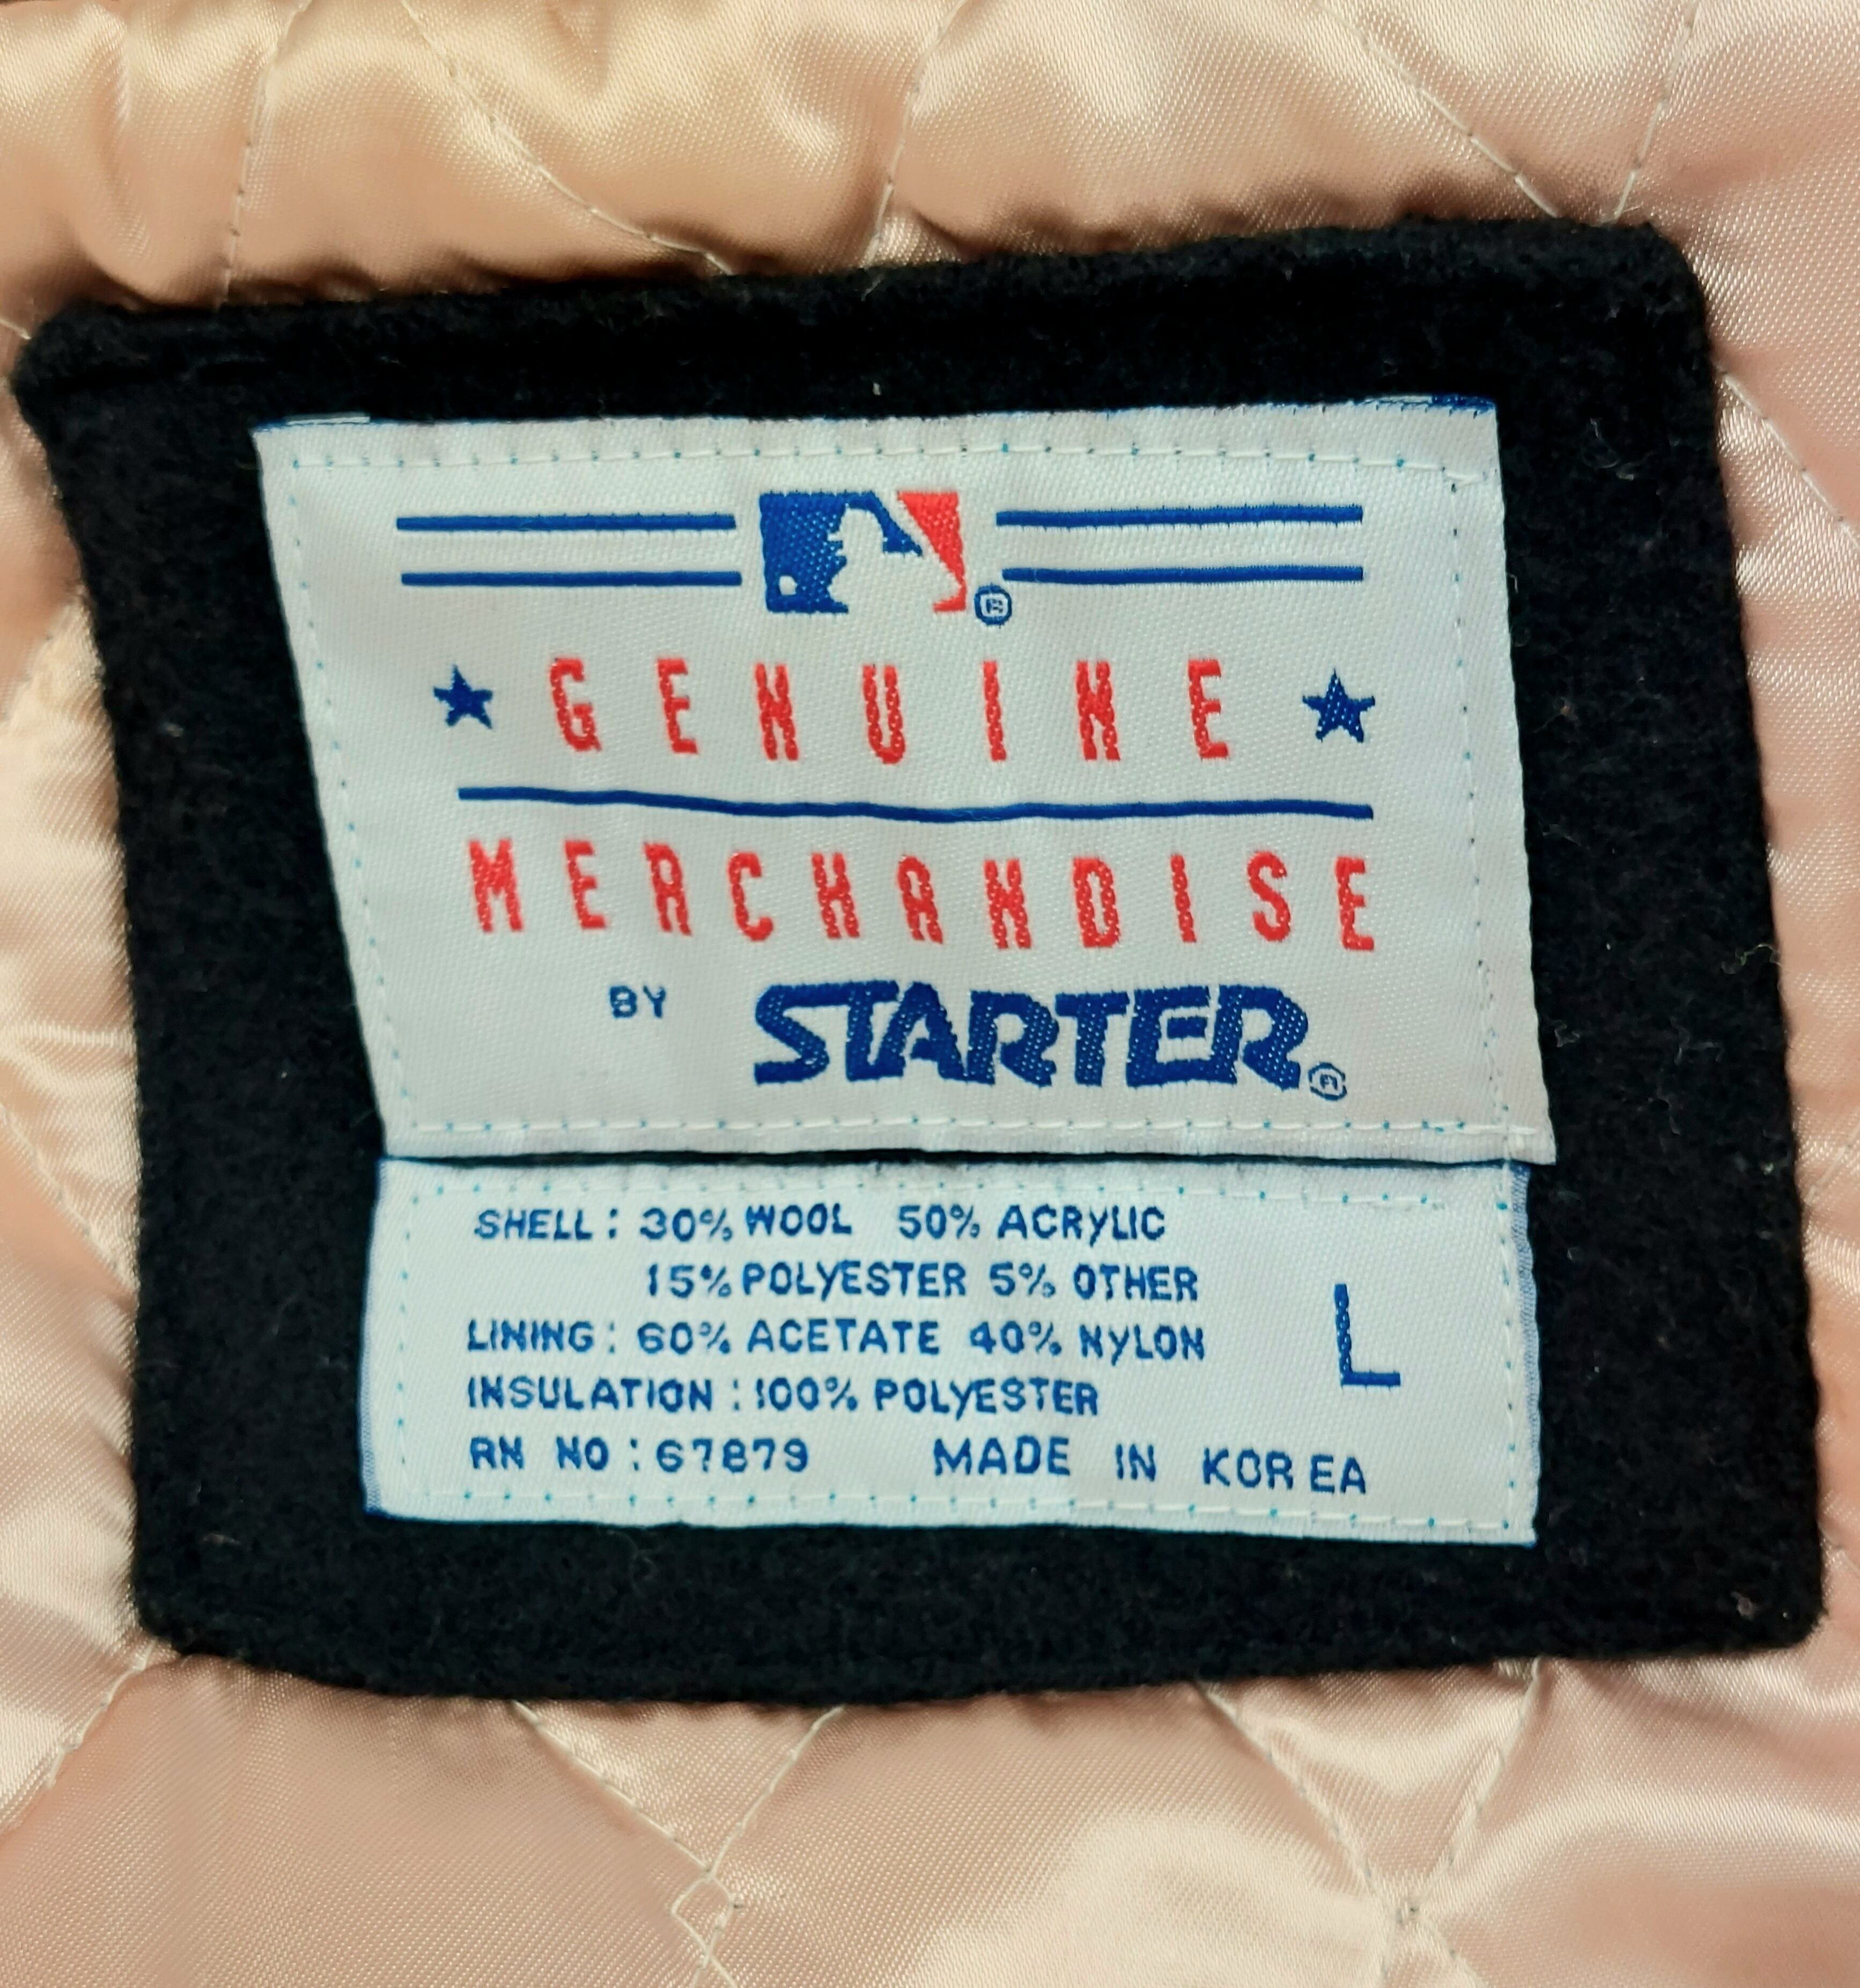 ®
GENUINE
MERCHANDISE
BY STARTER®
SHELL: 30% WOOL 50% ACRYLIC
15% POLYESTER 5% OTHER
LINING: 60% ACETATE 40% NYLON
L
INSULATION: 100% POLYESTER
RN NO: 67879 MADE IN KOREA